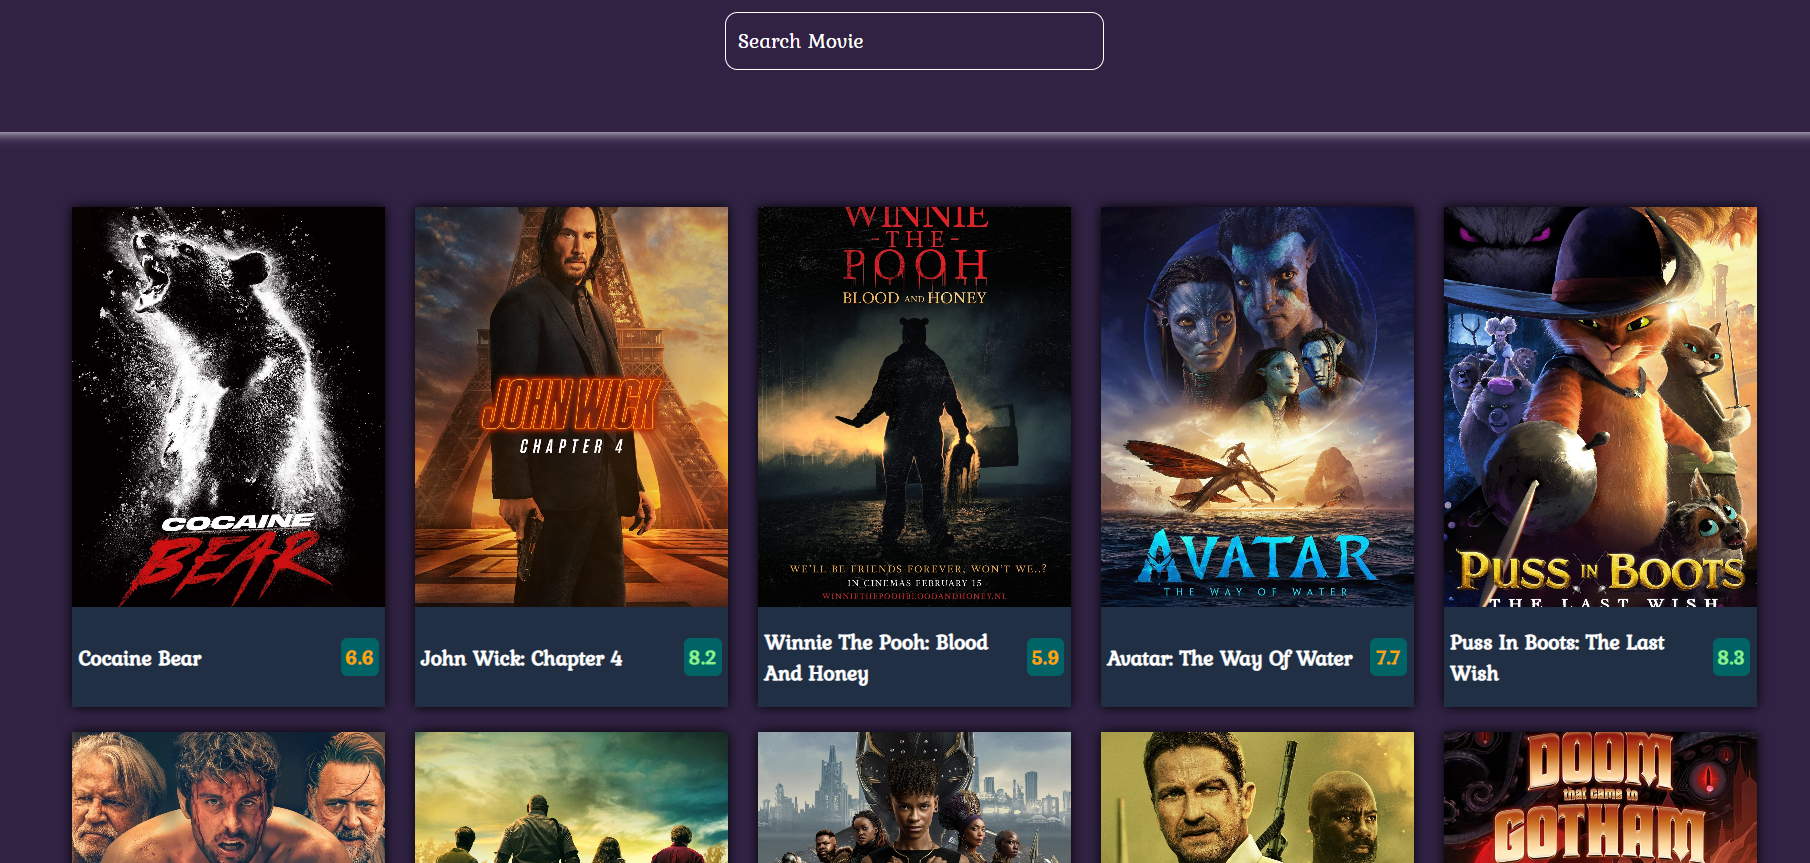 Search Movie
COCAINE
BEAR
JOHN WICK
CHAPTER 4
WINNIE
-THE-
POOH
BLOOD AND HONEY
WE'LL BE FRIENDS FOREVER, WON'T WE..?
IN CINEMAS FEBRUARY 15
WINNIETHEPOOHBLOODANDHONEY.NL
AVATAR
THE WAY OF WATER
PUSS IN BOOTS
THE LAST WISH
Cocaine Bear
6.6
John Wick: Chapter 4
8.2
Winnie The Pooh: Blood
And Honey
5.9
Avatar: The Way Of Water
7.7
Puss In Boots: The Last
Wish
8.3
DOOM
that came to
GOTHAM